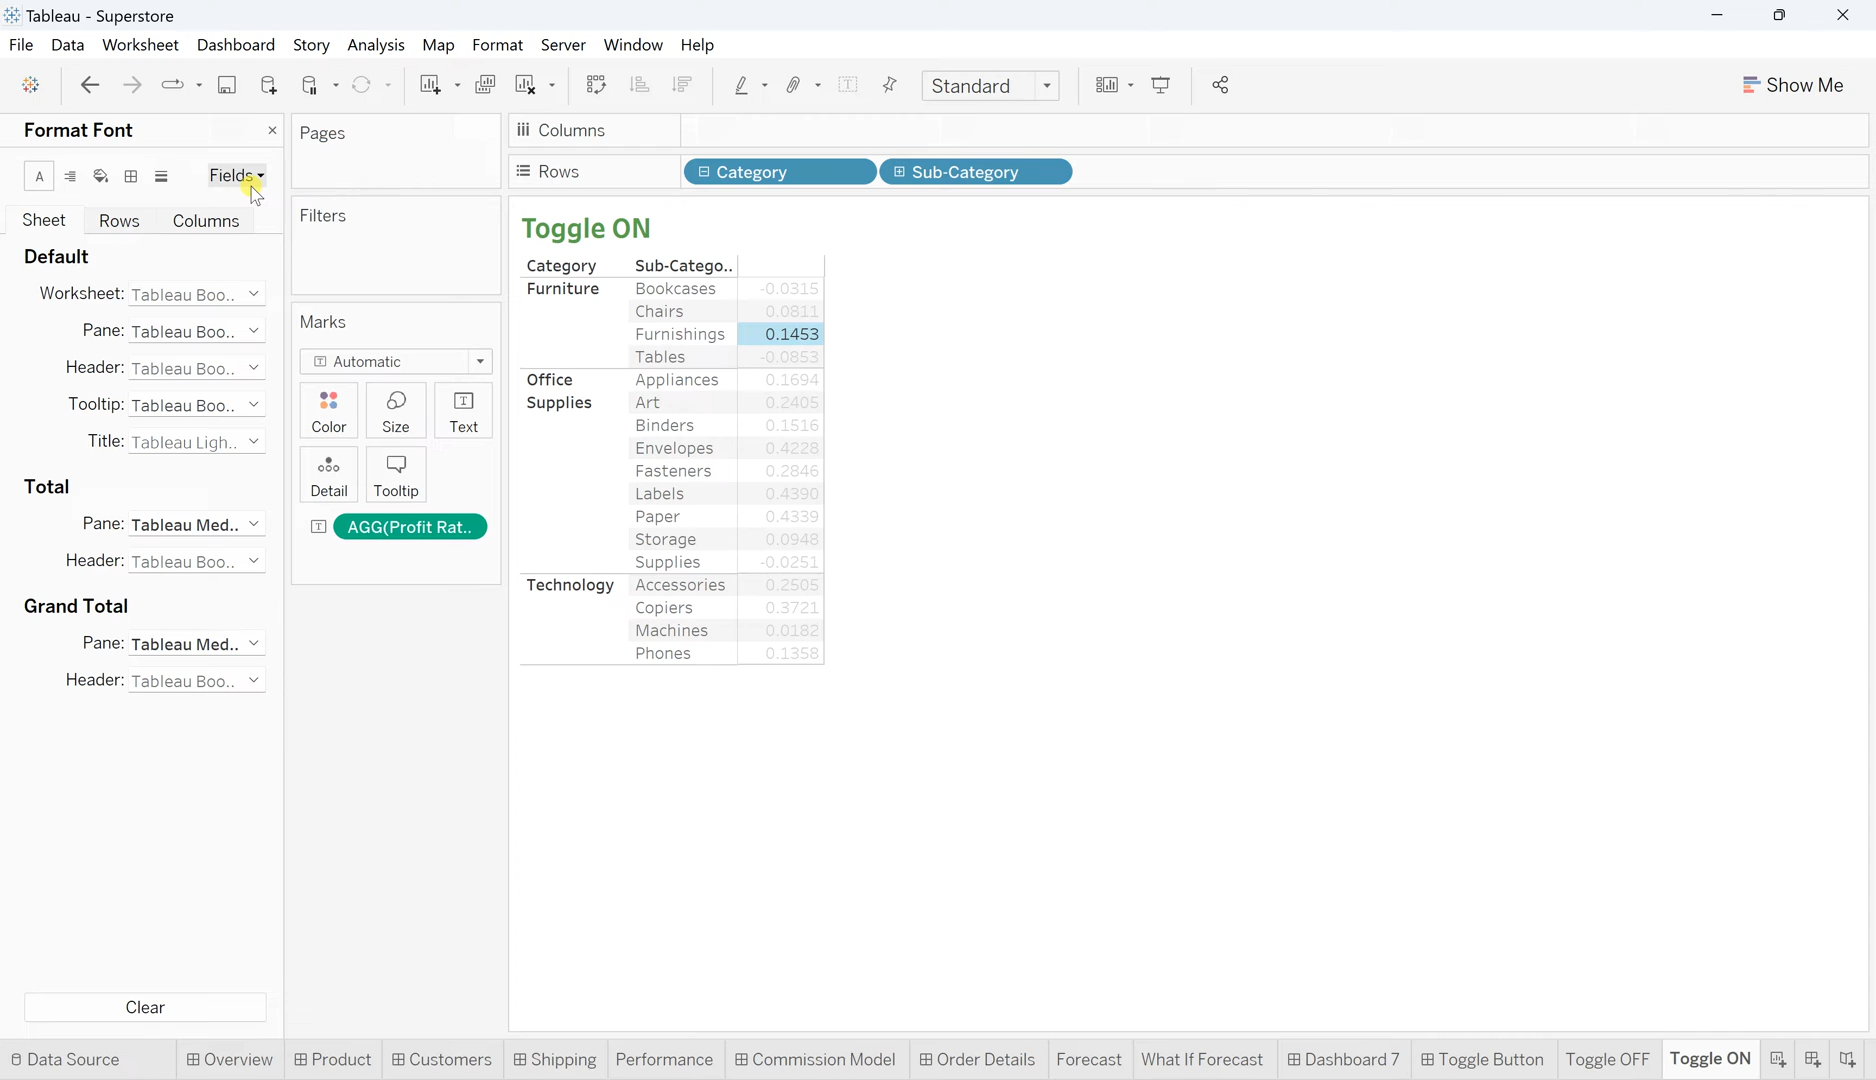 Tableau - Superstore
File Data Worksheet Dashboard Story Analysis Map Format Server Window Help
Standard
Show Me
Format Font
A
Fields
Sheet Rows Columns
Default
Worksheet: Tableau Boo..
Pane: Tableau Boo..
Header: Tableau Boo..
Tooltip: Tableau Boo..
Title: Tableau Ligh..
Total
Pane: Tableau Med..
Header: Tableau Boo..
Grand Total
Pane: Tableau Med..
Header: Tableau Boo..
Clear
Pages
Filters
Marks
Automatic
Color Size Text
Detail Tooltip
AGG(Profit Rat..
Columns
Rows Category Sub-Category
Toggle ON
Category Sub-Catego..
Furniture Bookcases -0.0315
Chairs 0.0811
Furnishings 0.1453
Tables -0.0853
Office Appliances 0.1694
Supplies Art 0.2405
Binders 0.1516
Envelopes 0.4228
Fasteners 0.2846
Labels 0.4390
Paper 0.4339
Storage 0.0948
Supplies -0.0251
Technology Accessories 0.2505
Copiers 0.3721
Machines 0.0182
Phones 0.1358
Data Source Overview Product Customers Shipping Performance Commission Model Order Details Forecast What If Forecast Dashboard 7 Toggle Button Toggle OFF Toggle ON